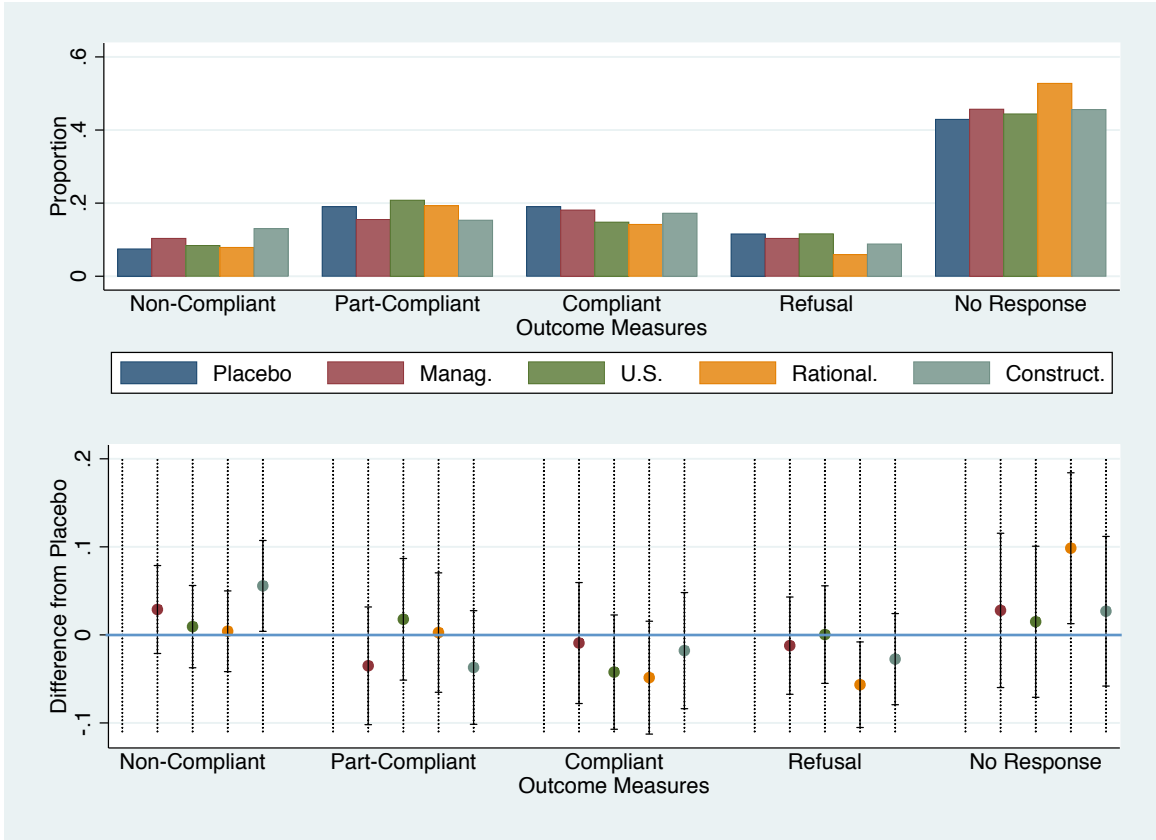 Proportion
.6
.4
.2
0
Non-Compliant Part-Compliant Compliant Refusal No Response
Outcome Measures
Placebo Manag. U.S. Rational. Construct.
Difference from Placebo
.2
.1
0
-.1
Non-Compliant Part-Compliant Compliant Refusal No Response
Outcome Measures